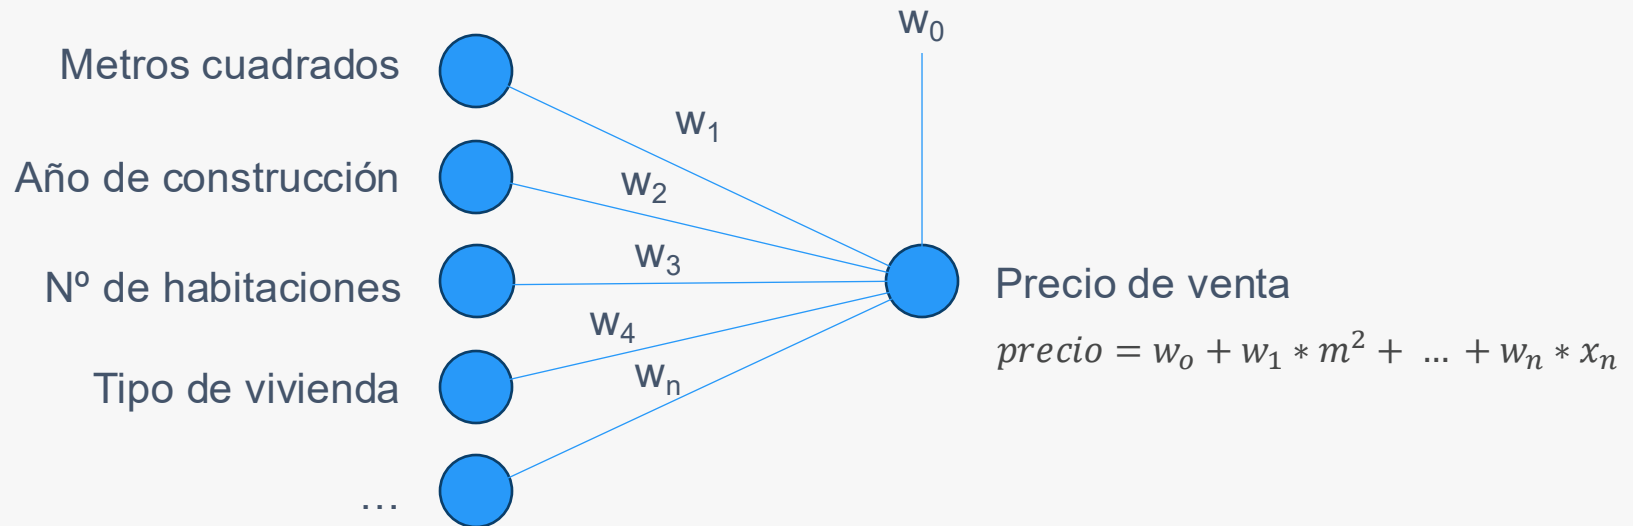 w₀
Metros cuadrados
w₁
Año de construcción
w₂
w₃
Nº de habitaciones
Precio de venta
w₄
precio = wₒ + w₁ * m² + ... + wₙ * xₙ
Tipo de vivienda
wₙ
...